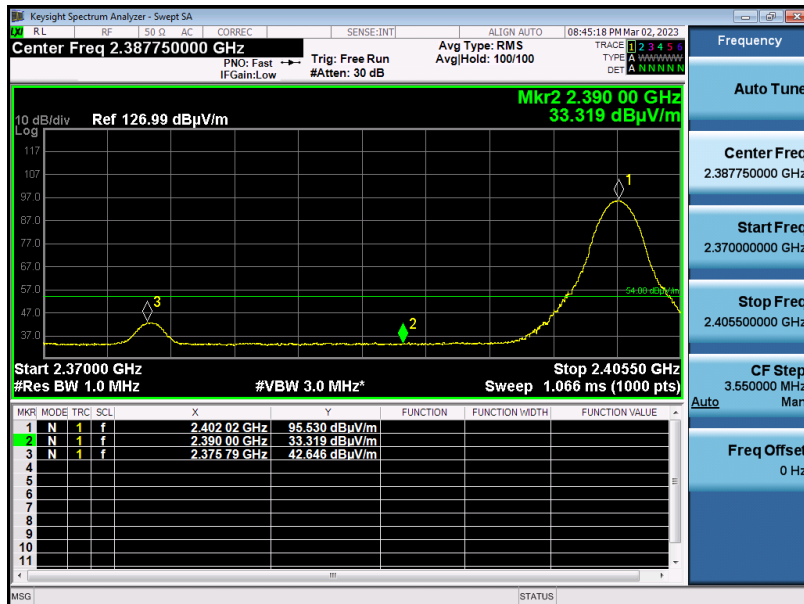 Keysight Spectrum Analyzer - Swept SA
LXI RL RF 50 Ω AC CORREC SENSE:INT ALIGN AUTO 08:45:18 PM Mar 02, 2023
Center Freq 2.387750000 GHz
PNO: Fast
IFGain:Low
Trig: Free Run
#Atten: 30 dB
Avg Type: RMS
Avg|Hold: 100/100
TRACE 1 2 3 4 5 6
TYPE A WWWWW
DET A N N N N N
Mkr2 2.390 00 GHz
33.319 dBµV/m
10 dB/div Ref 126.99 dBµV/m
Log
117
107
97.0
87.0
77.0
67.0
57.0
47.0
37.0
1
2
3
54.00 dBµV/m
Start 2.37000 GHz Stop 2.40550 GHz
#Res BW 1.0 MHz #VBW 3.0 MHz* Sweep 1.066 ms (1000 pts)
MKR MODE TRC SCL X Y FUNCTION FUNCTION WIDTH FUNCTION VALUE
1 N 1 f 2.402 02 GHz 95.530 dBµV/m
2 N 1 f 2.390 00 GHz 33.319 dBµV/m
3 N 1 f 2.375 79 GHz 42.646 dBµV/m
4
5
6
7
8
9
10
11
MSG STATUS
Frequency
Auto Tune
Center Freq
2.387750000 GHz
Start Freq
2.370000000 GHz
Stop Freq
2.405500000 GHz
CF Step
3.550000 MHz
Auto Man
Freq Offset
0 Hz